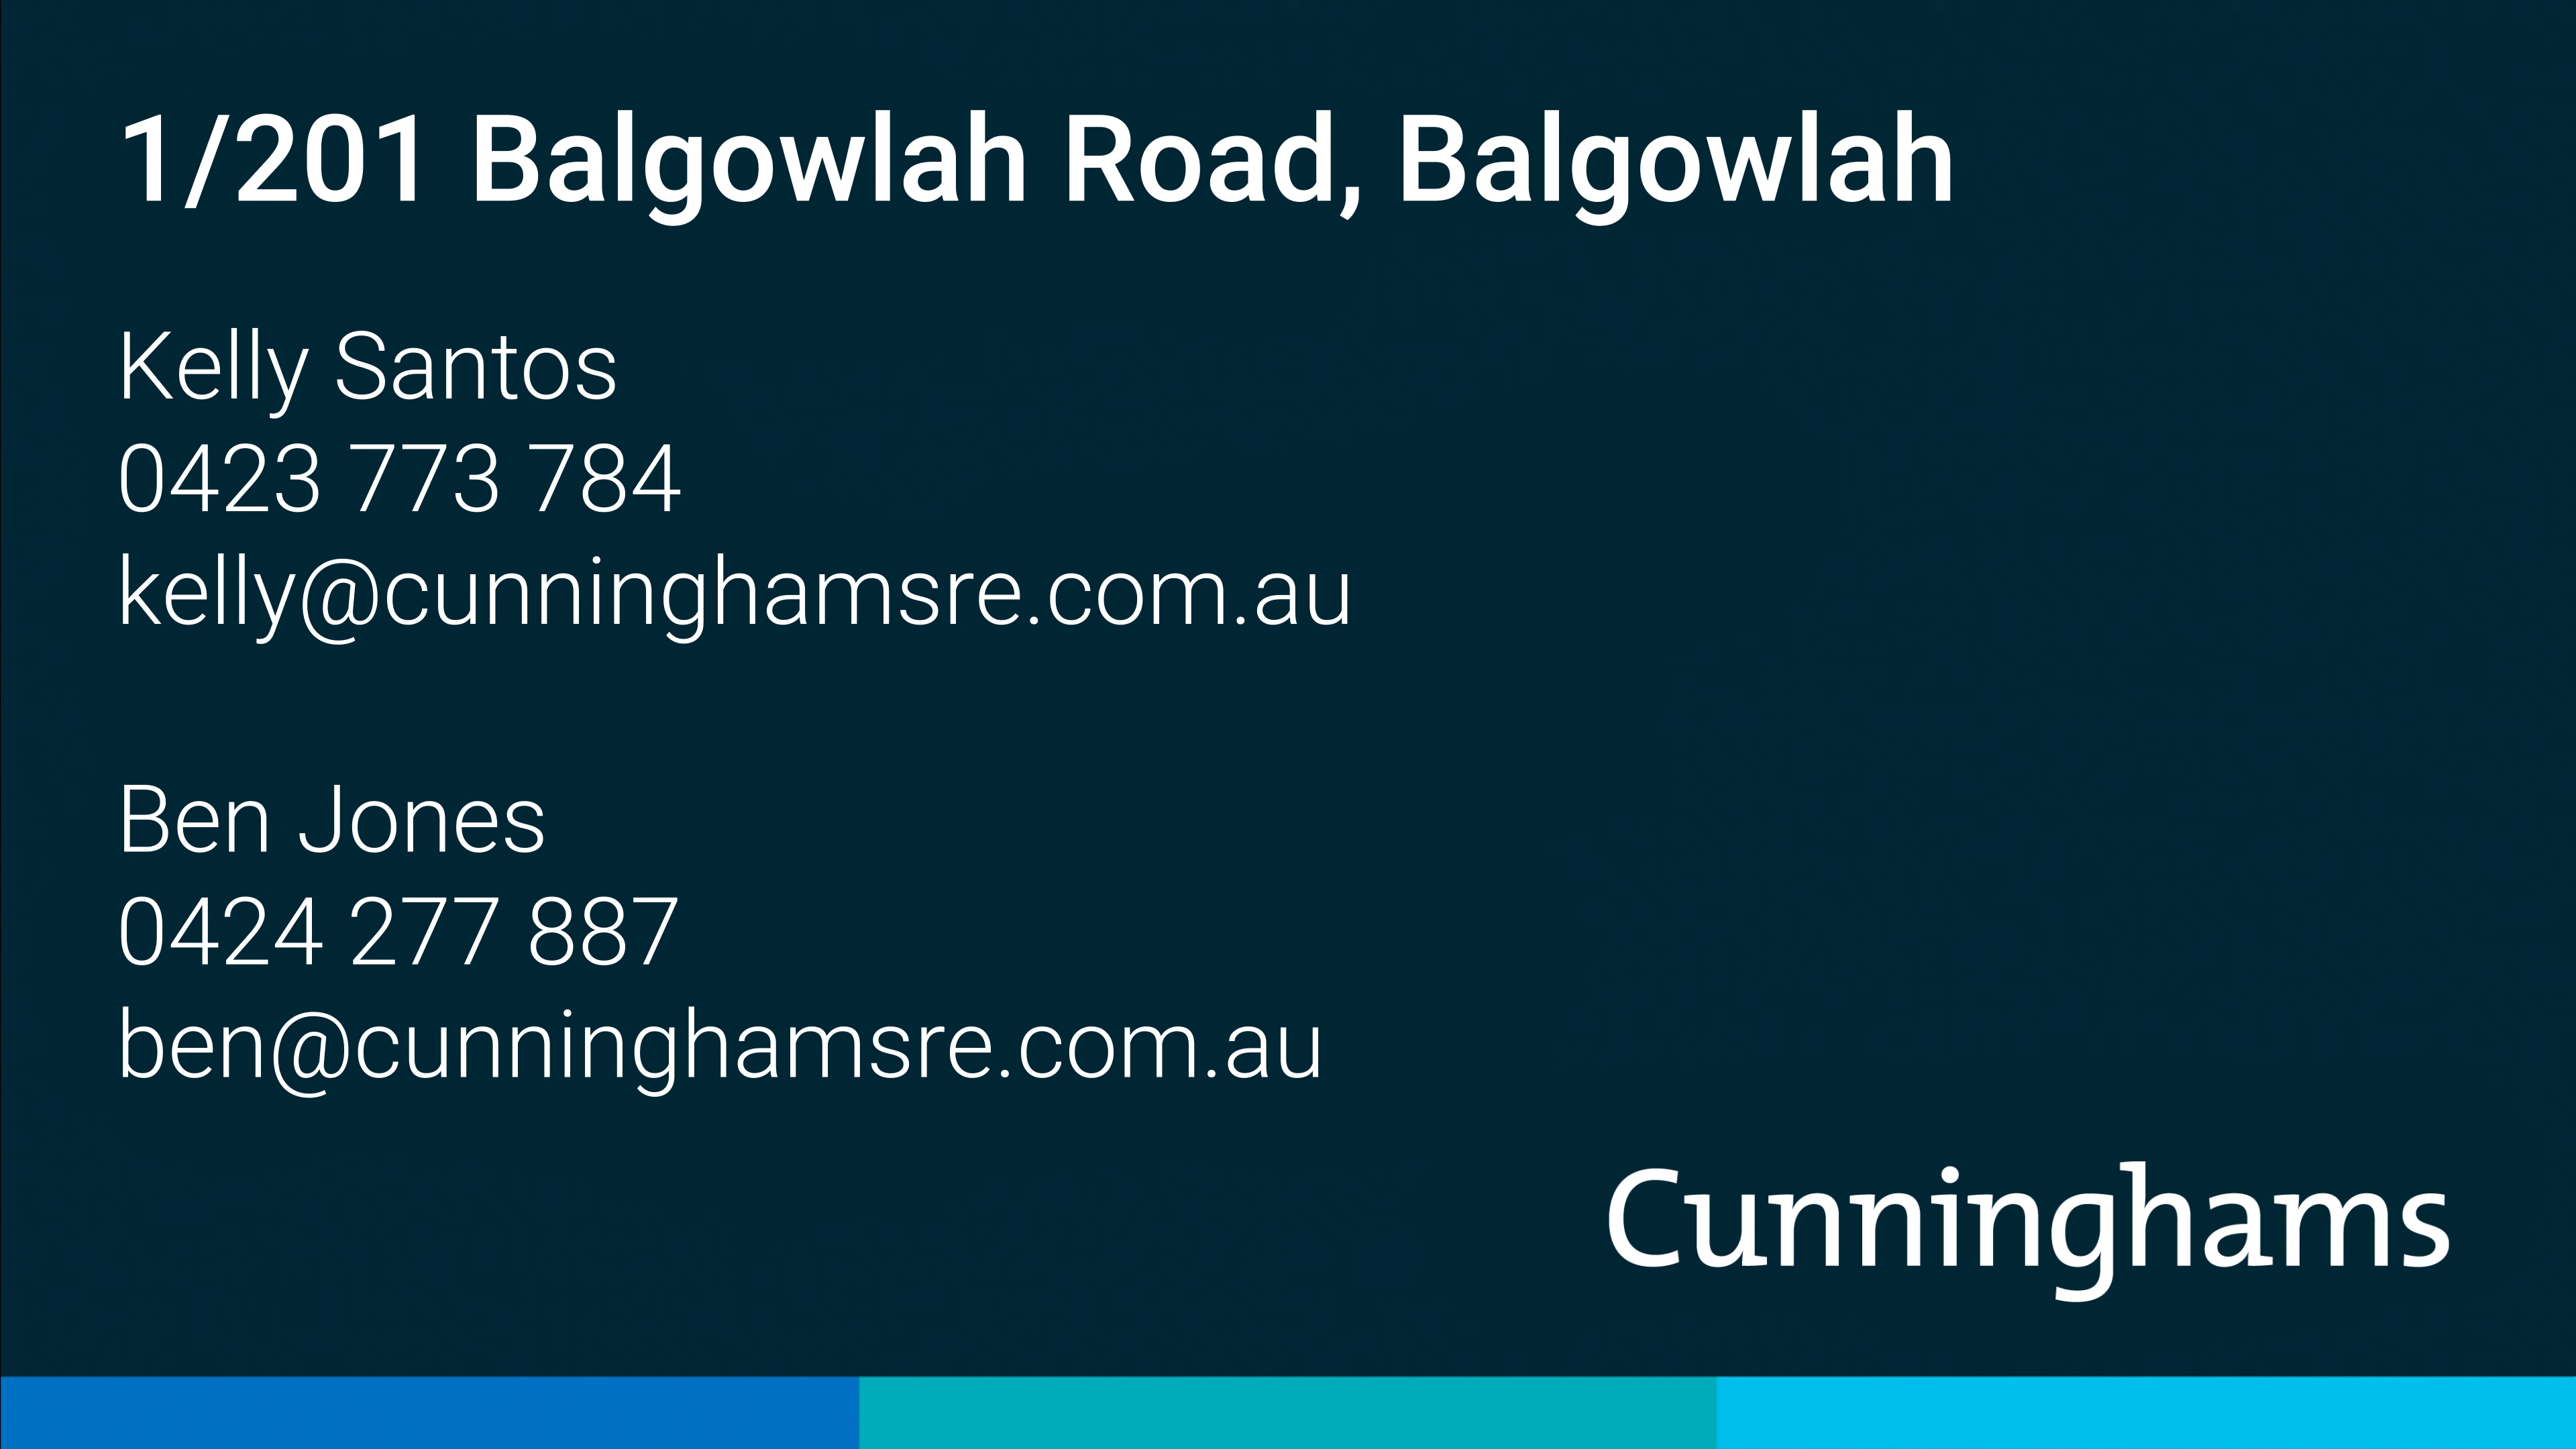 1/201 Balgowlah Road, Balgowlah
Kelly Santos
0423 773 784
kelly@cunninghamsre.com.au
Ben Jones
0424 277 887
ben@cunninghamsre.com.au
Cunninghams